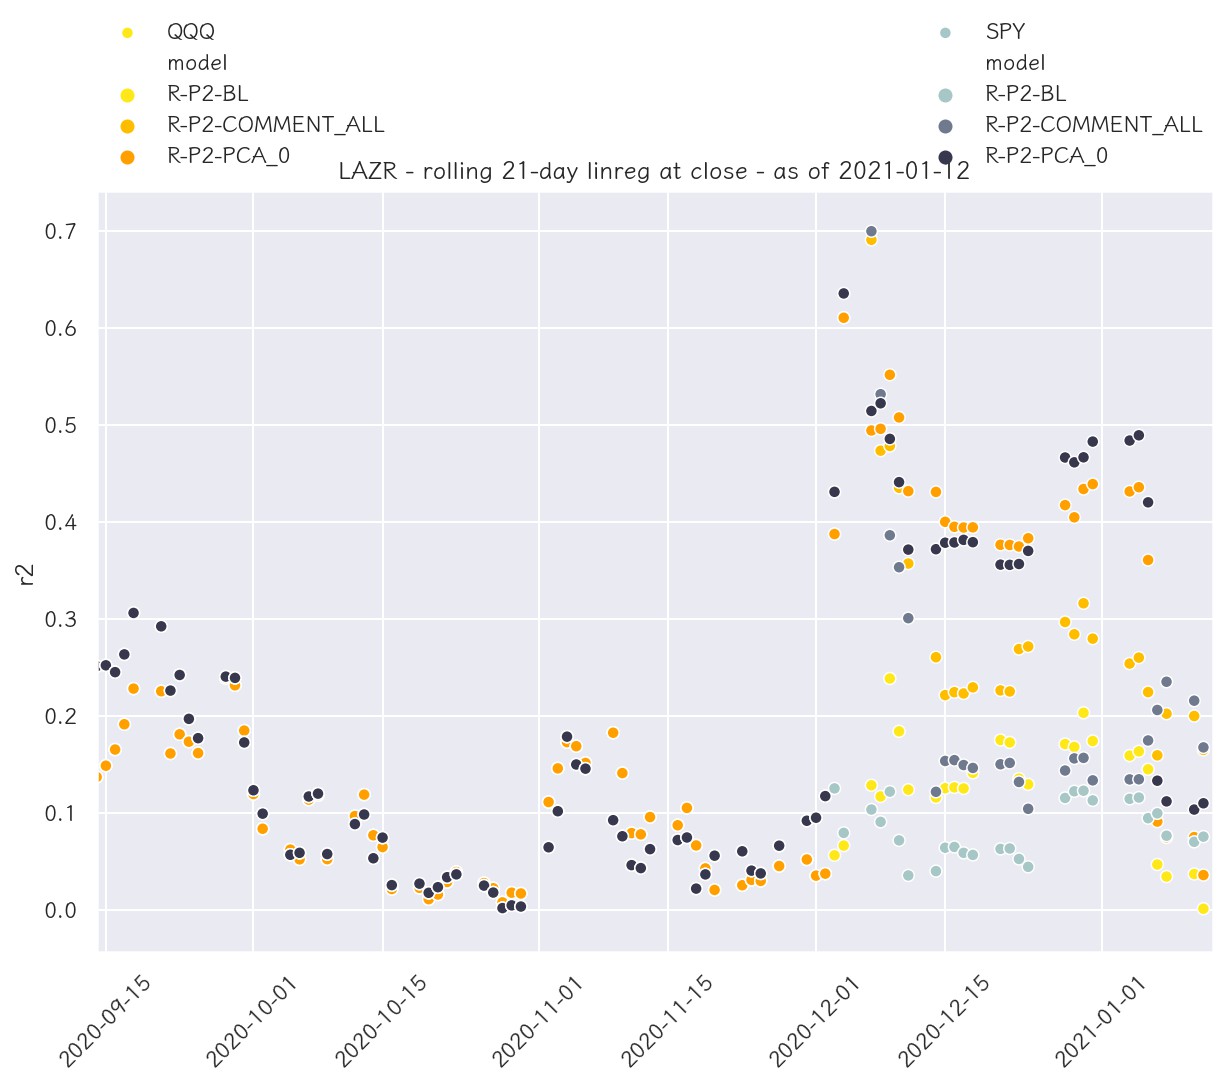 QQQ
model
R-P2-BL
R-P2-COMMENT_ALL
R-P2-PCA_0
SPY
model
R-P2-BL
R-P2-COMMENT_ALL
R-P2-PCA_0
LAZR - rolling 21-day linreg at close - as of 2021-01-12
r2
0.7
0.6
0.5
0.4
0.3
0.2
0.1
0.0
2020-09-15
2020-10-01
2020-10-15
2020-11-01
2020-11-15
2020-12-01
2020-12-15
2021-01-01